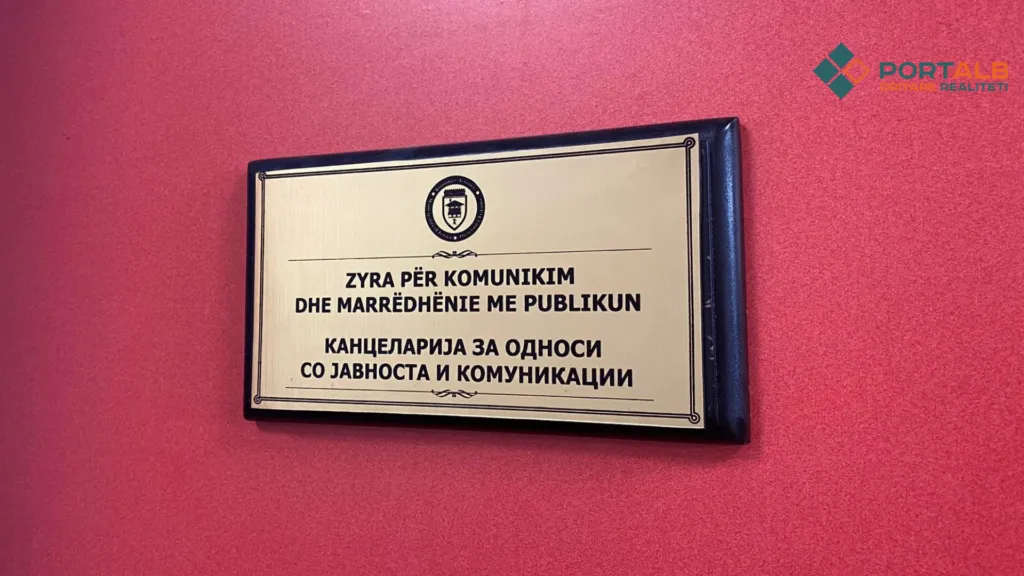 PORTALB
ZYRA PËR KOMUNIKIM
DHE MARRËDHËNIE ME PUBLIKUN
КАНЦЕЛАРИЈА ЗА ОДНОСИ
СО ЈАВНОСТА И КОМУНИКАЦИИ